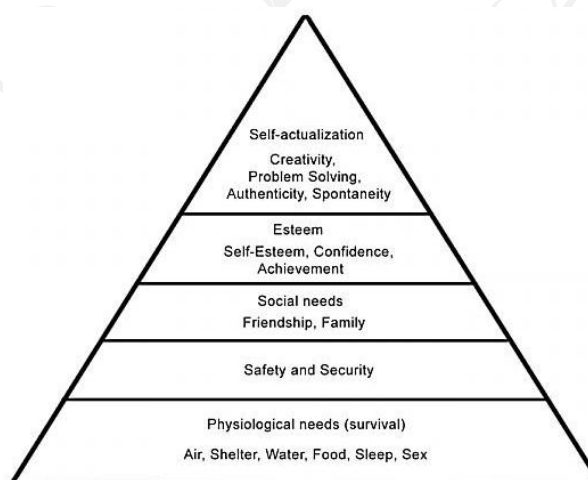 Self-actualization
Creativity,
Problem Solving,
Authenticity, Spontaneity
Esteem
Self-Esteem, Confidence,
Achievement
Social needs
Friendship, Family
Safety and Security
Physiological needs (survival)
Air, Shelter, Water, Food, Sleep, Sex